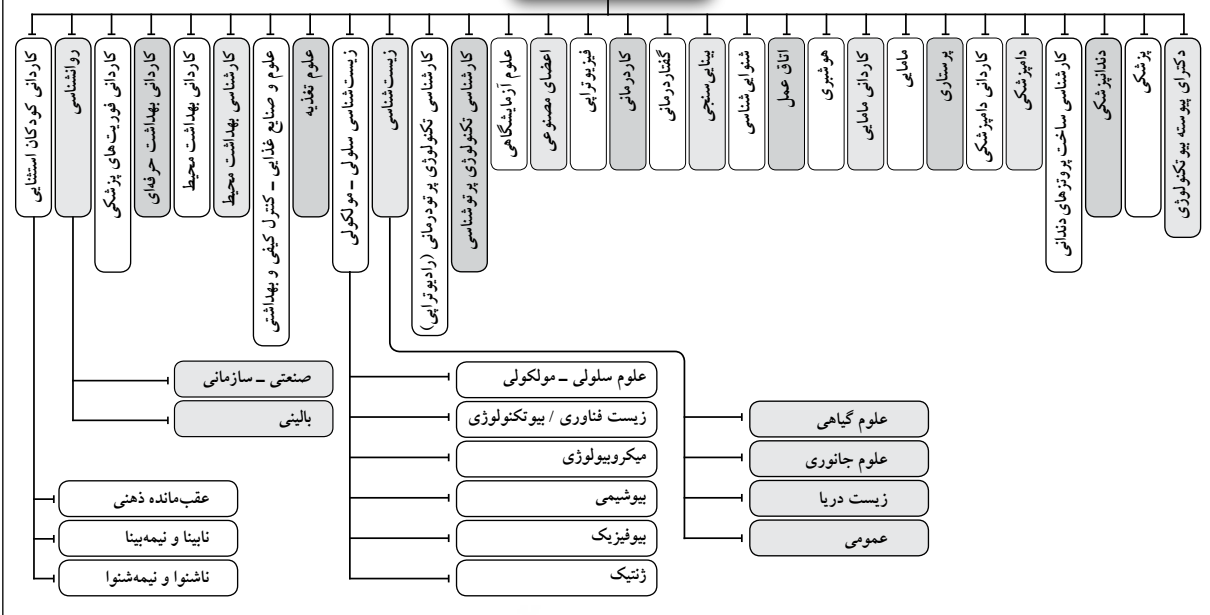 دکترای پیوسته بیوتکنولوژی
پزشکی
دندانپزشکی
کارشناسی ساخت پروتزهای دندانی
دامپزشکی
کاردانی دامپزشکی
پرستاری
مامایی
کاردانی مامایی
هوشبری
اتاق عمل
شنوایی‌شناسی
بینایی‌سنجی
گفتاردرمانی
کاردرمانی
فیزیوتراپی
اعضای مصنوعی
علوم آزمایشگاهی
کارشناسی تکنولوژی پرتوشناسی
کارشناسی تکنولوژی پرتودرمانی (رادیوتراپی)
زیست‌شناسی
زیست‌شناسی سلولی – مولکولی
علوم تغذیه
علوم و صنایع غذایی – کنترل کیفی و بهداشتی
کارشناسی بهداشت محیط
کاردانی بهداشت محیط
کاردانی بهداشت حرفه‌ای
کاردانی فوریت‌های پزشکی
روانشناسی
کاردانی کودکان استثنایی
علوم گیاهی
علوم جانوری
زیست دریا
عمومی
علوم سلولی – مولکولی
زیست فناوری / بیوتکنولوژی
میکروبیولوژی
بیوشیمی
بیوفیزیک
ژنتیک
صنعتی – سازمانی
بالینی
عقب‌مانده ذهنی
نابینا و نیمه‌بینا
ناشنوا و نیمه‌شنوا